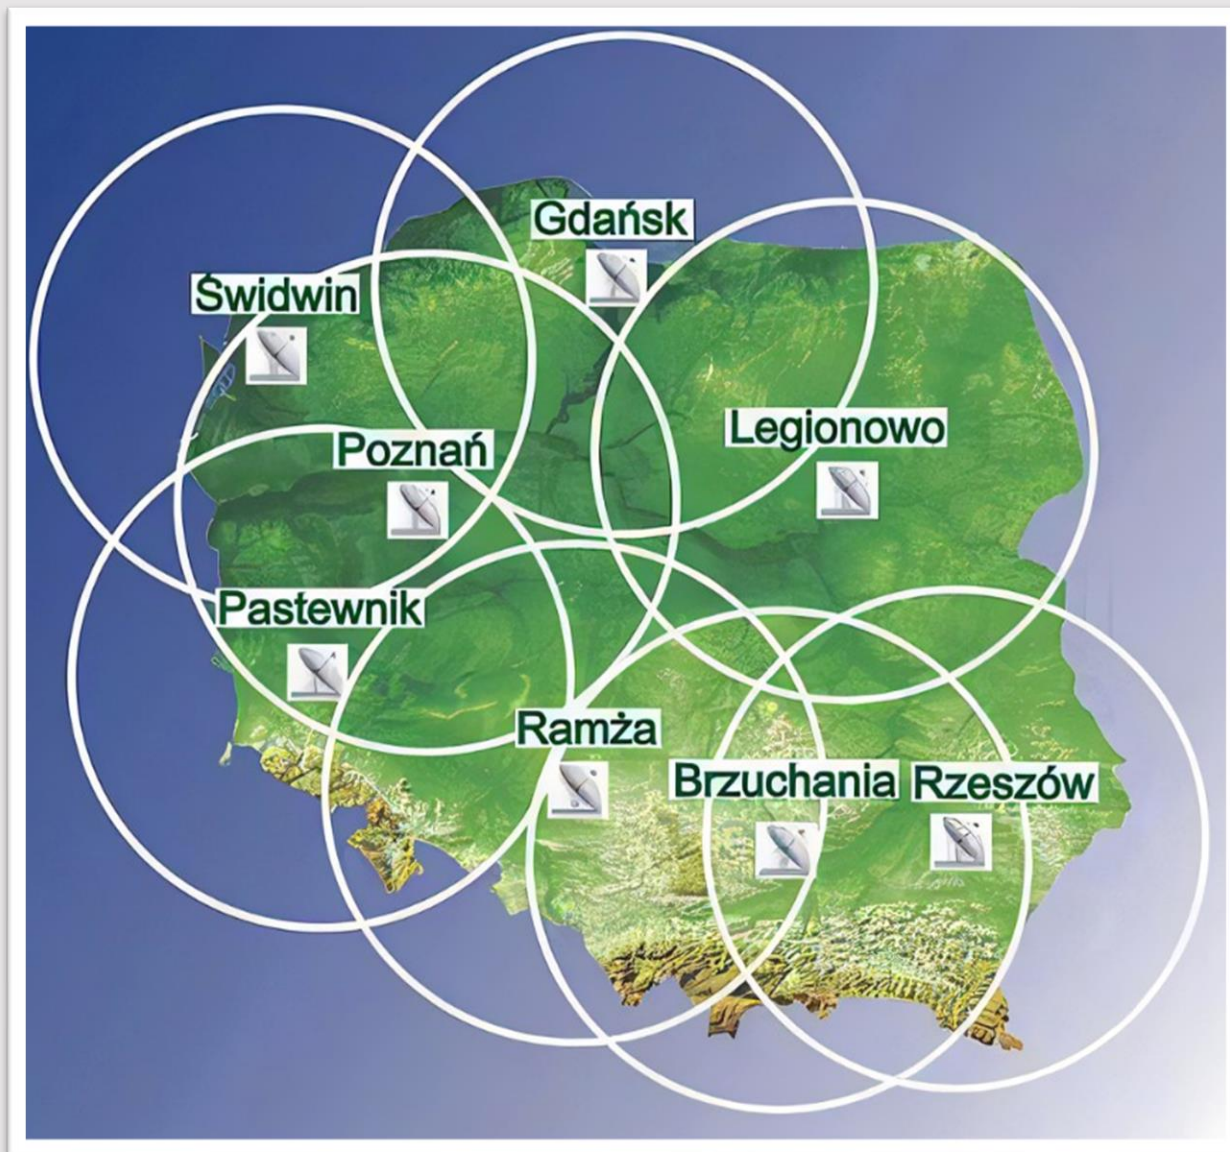 Gdańsk
Świdwin
Legionowo
Poznań
Pastewnik
Ramża
Brzuchania
Rzeszów